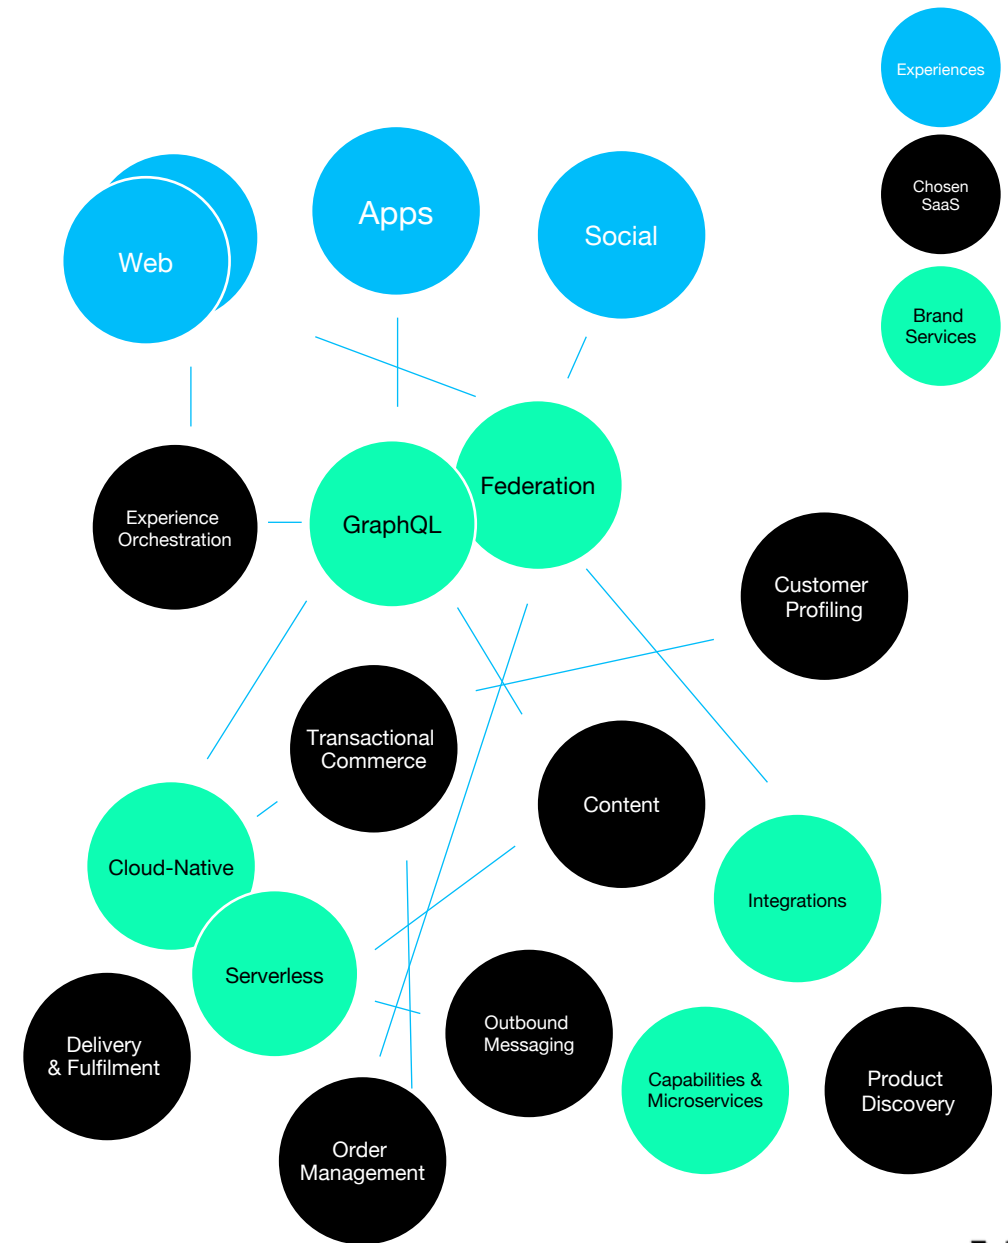 Experiences
Chosen
SaaS
Brand
Services
Apps
Social
Web
Federation
GraphQL
Experience
Orchestration
Customer
Profiling
Transactional
Commerce
Content
Cloud-Native
Integrations
Serverless
Outbound
Messaging
Delivery
& Fulfilment
Capabilities &
Microservices
Product
Discovery
Order
Management